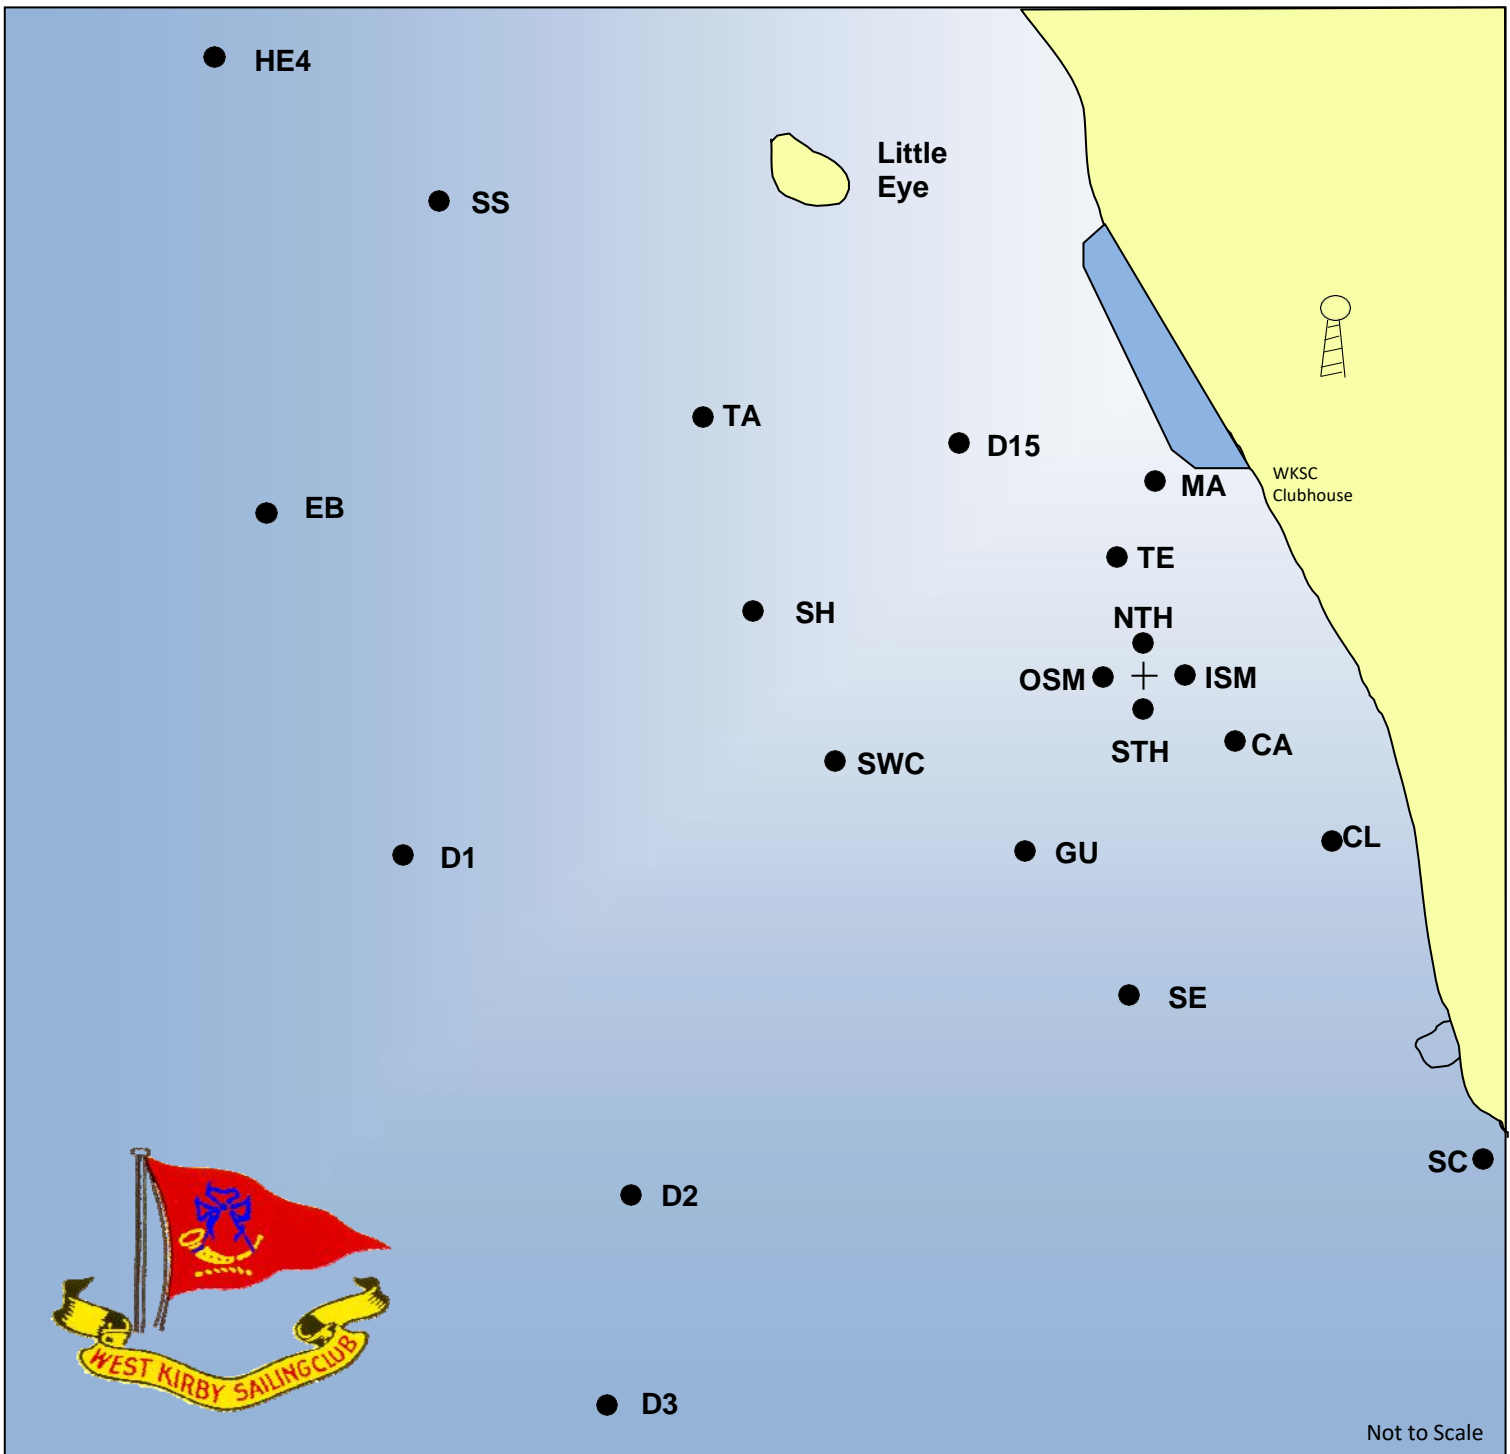 HE4
Little
Eye
SS
TA
D15
WKSC
Clubhouse
MA
EB
TE
SH
NTH
OSM
ISM
STH
CA
SWC
CL
D1
GU
SE
SC
D2
WEST KIRBY SAILING CLUB
D3
Not to Scale